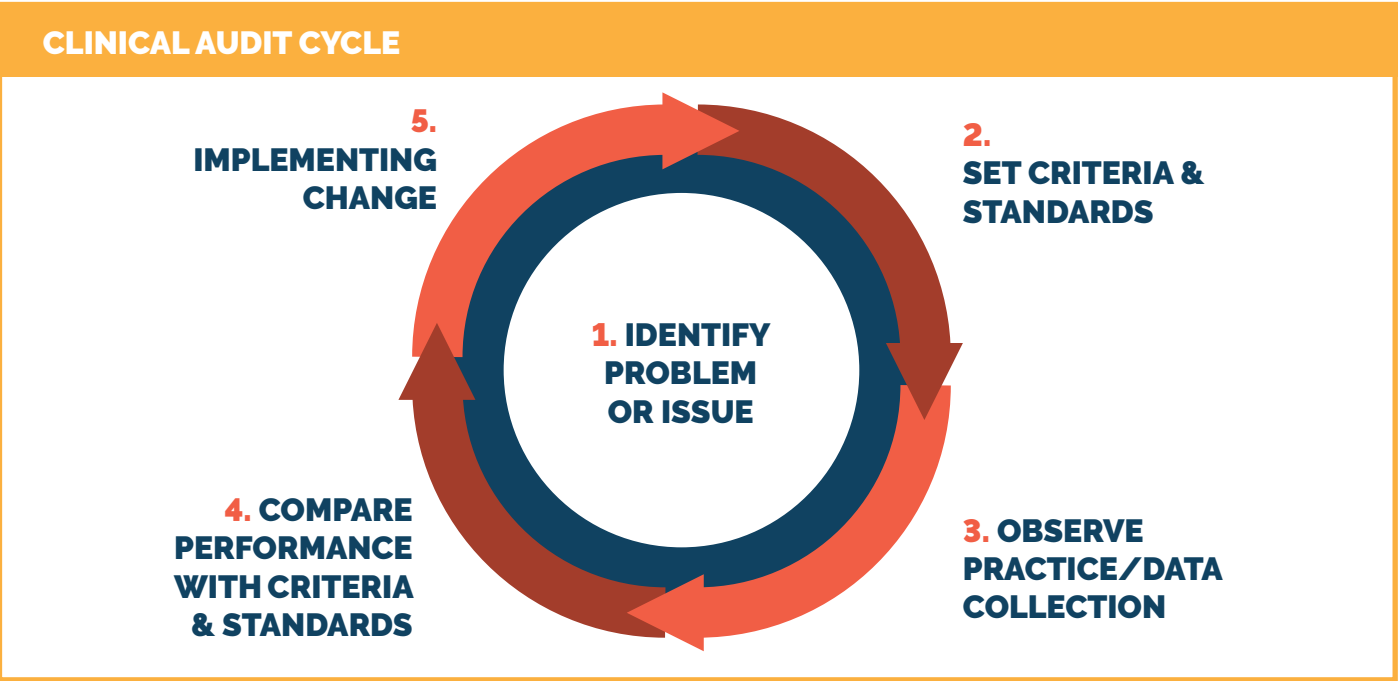 CLINICAL AUDIT CYCLE
1. IDENTIFY
PROBLEM
OR ISSUE
2.
SET CRITERIA &
STANDARDS
3. OBSERVE
PRACTICE/DATA
COLLECTION
4. COMPARE
PERFORMANCE
WITH CRITERIA
& STANDARDS
5.
IMPLEMENTING
CHANGE